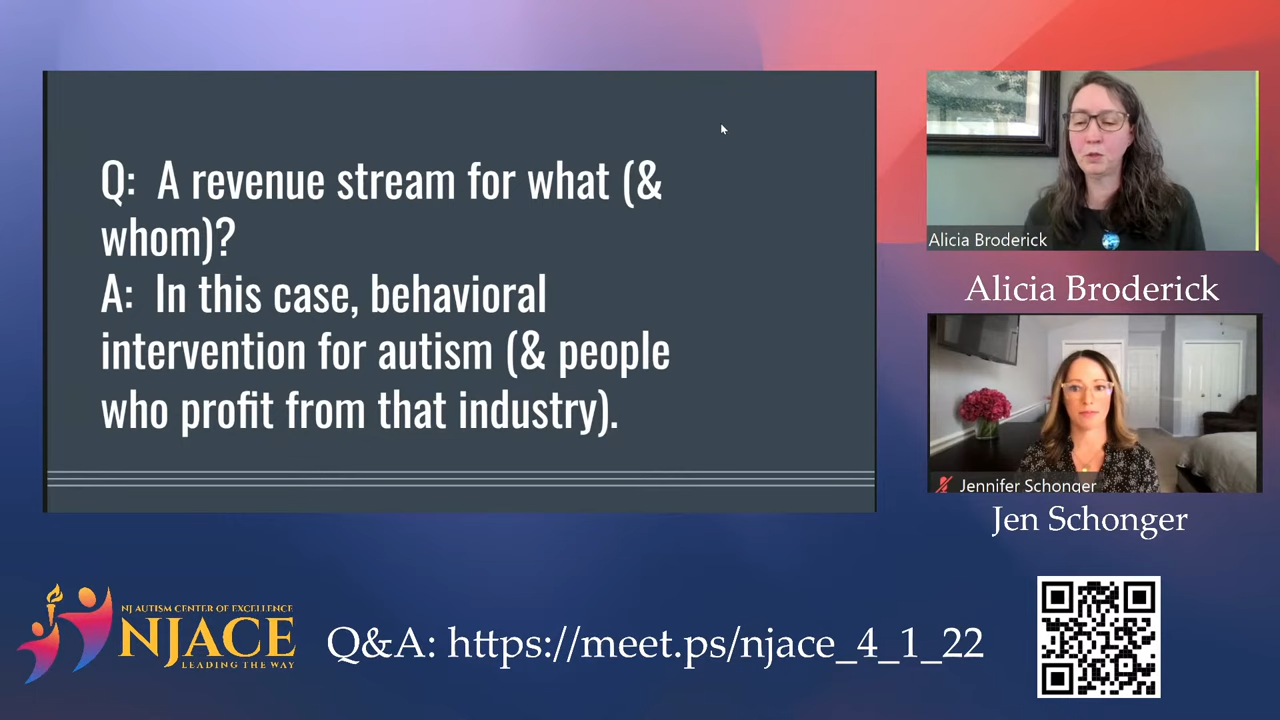 Q: A revenue stream for what (&
whom)?
A: In this case, behavioral
intervention for autism (& people
who profit from that industry).
Alicia Broderick
Alicia Broderick
Jennifer Schonger
Jen Schonger
NJ AUTISM CENTER OF EXCELLENCE
NJACE
LEADING THE WAY
Q&A: https://meet.ps/njace_4_1_22